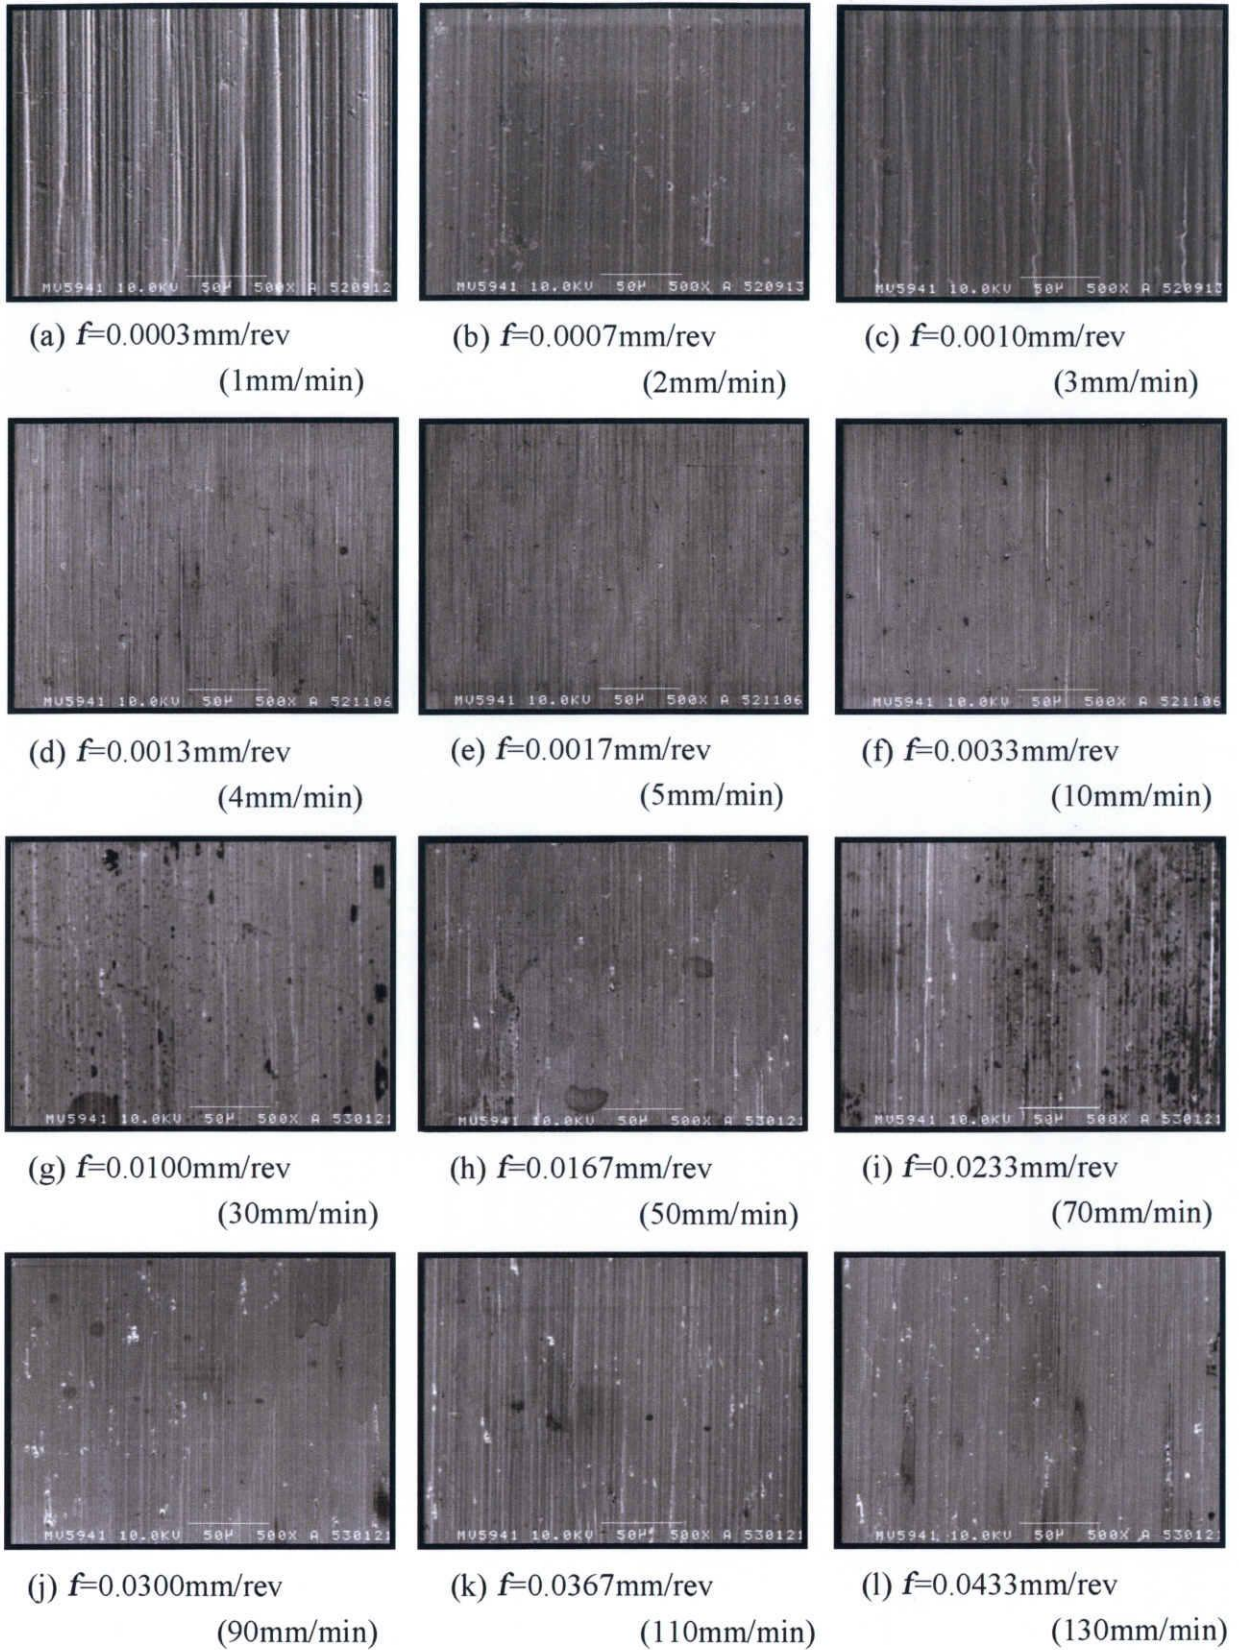 MV5941 10.0KV 50µ 500X A 520912
MV5941 10.0KV 50µ 500X A 520913
MV5941 10.0KV 50µ 500X A 520913
(a) f=0.0003mm/rev
(1mm/min)
(b) f=0.0007mm/rev
(2mm/min)
(c) f=0.0010mm/rev
(3mm/min)
MV5941 10.0KV 50µ 500X A 521106
MV5941 10.0KV 50µ 500X A 521106
MV5941 10.0KV 50µ 500X A 521106
(d) f=0.0013mm/rev
(4mm/min)
(e) f=0.0017mm/rev
(5mm/min)
(f) f=0.0033mm/rev
(10mm/min)
MV5941 10.0KV 50µ 500X A 530121
MV5941 10.0KV 50µ 500X A 530121
MV5941 10.0KV 50µ 500X A 530121
(g) f=0.0100mm/rev
(30mm/min)
(h) f=0.0167mm/rev
(50mm/min)
(i) f=0.0233mm/rev
(70mm/min)
MV5941 10.0KV 50µ 500X A 530121
MV5941 10.0KV 50µ 500X A 530121
MV5941 10.0KV 50µ 500X A 530121
(j) f=0.0300mm/rev
(90mm/min)
(k) f=0.0367mm/rev
(110mm/min)
(l) f=0.0433mm/rev
(130mm/min)